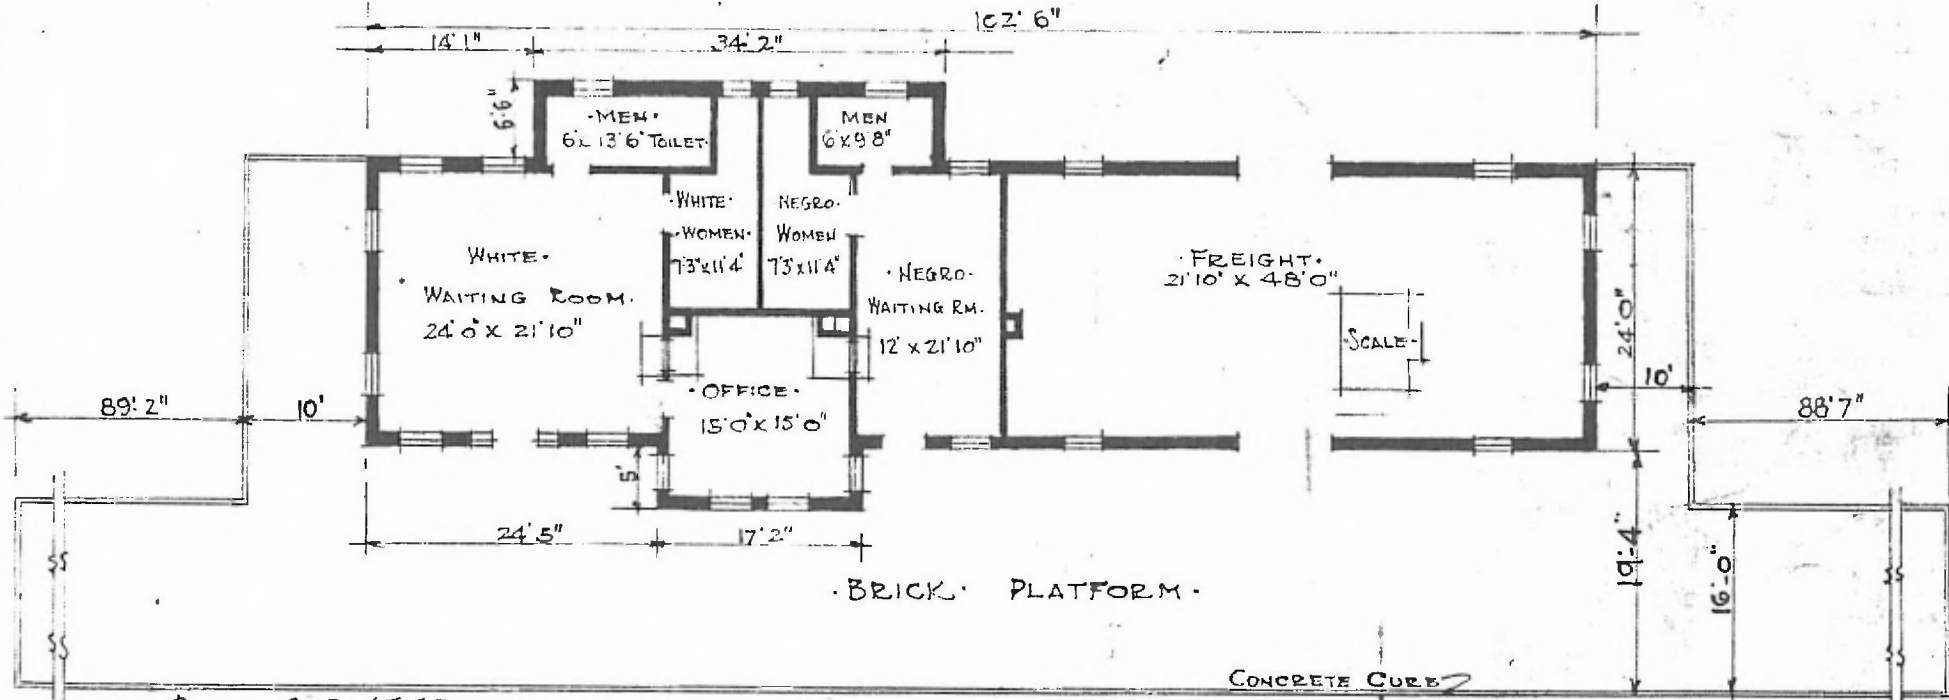 102' 6"
14' 1"
34' 2"
6' 6"
· MEN ·
6' x 13' 6" TOILET ·
MEN
6' x 9' 8"
· WHITE ·
· WOMEN ·
7'3" x 11'4"
NEGRO ·
WOMEN
7'3" x 11'4"
WHITE ·
WAITING ROOM ·
24' 0" X 21' 10"
· NEGRO ·
WAITING RM.
12' x 21' 10"
· FREIGHT ·
21' 10" X 48' 0"
· SCALE ·
· OFFICE ·
15' 0" X 15' 0"
24' 0"
10'
88' 7"
89' 2"
10'
5'
24' 5"
17' 2"
19'-4"
16'-0"
· BRICK · PLATFORM ·
CONCRETE CURB